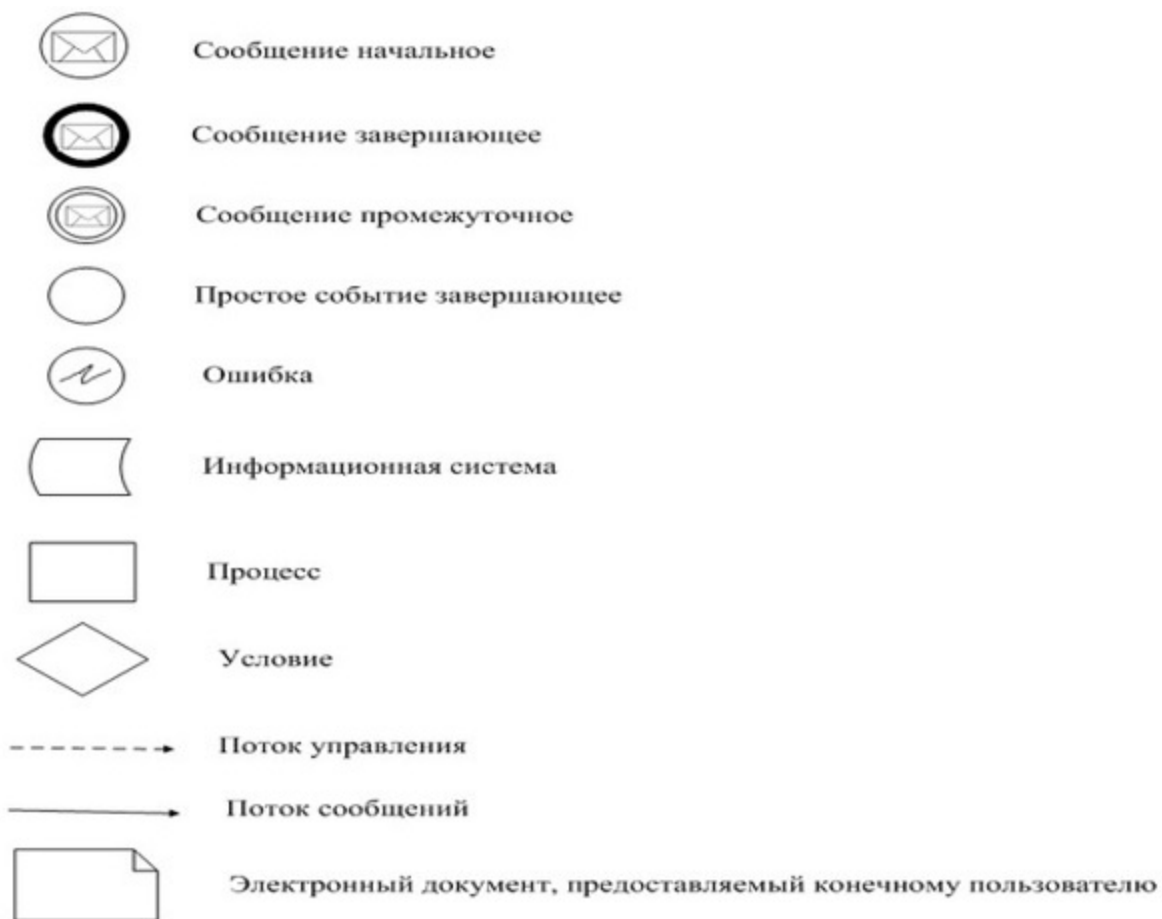 Сообщение начальное
Сообщение завершающее
Сообщение промежуточное
Простое событие завершающее
Ошибка
Информационная система
Процесс
Условие
Поток управления
Поток сообщений
Электронный документ, предоставляемый конечному пользователю